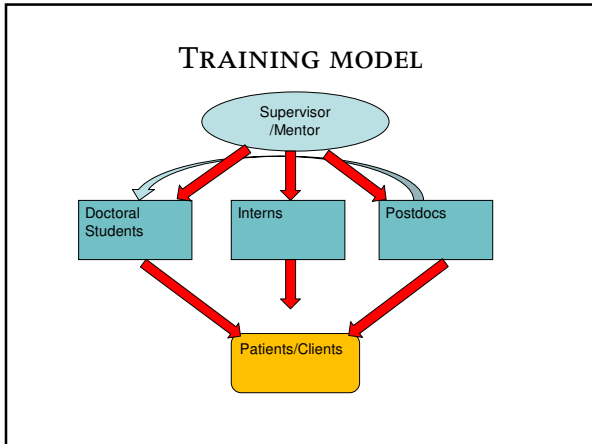 TRAINING MODEL
Supervisor
/Mentor
Doctoral
Students
Interns
Postdocs
Patients/Clients